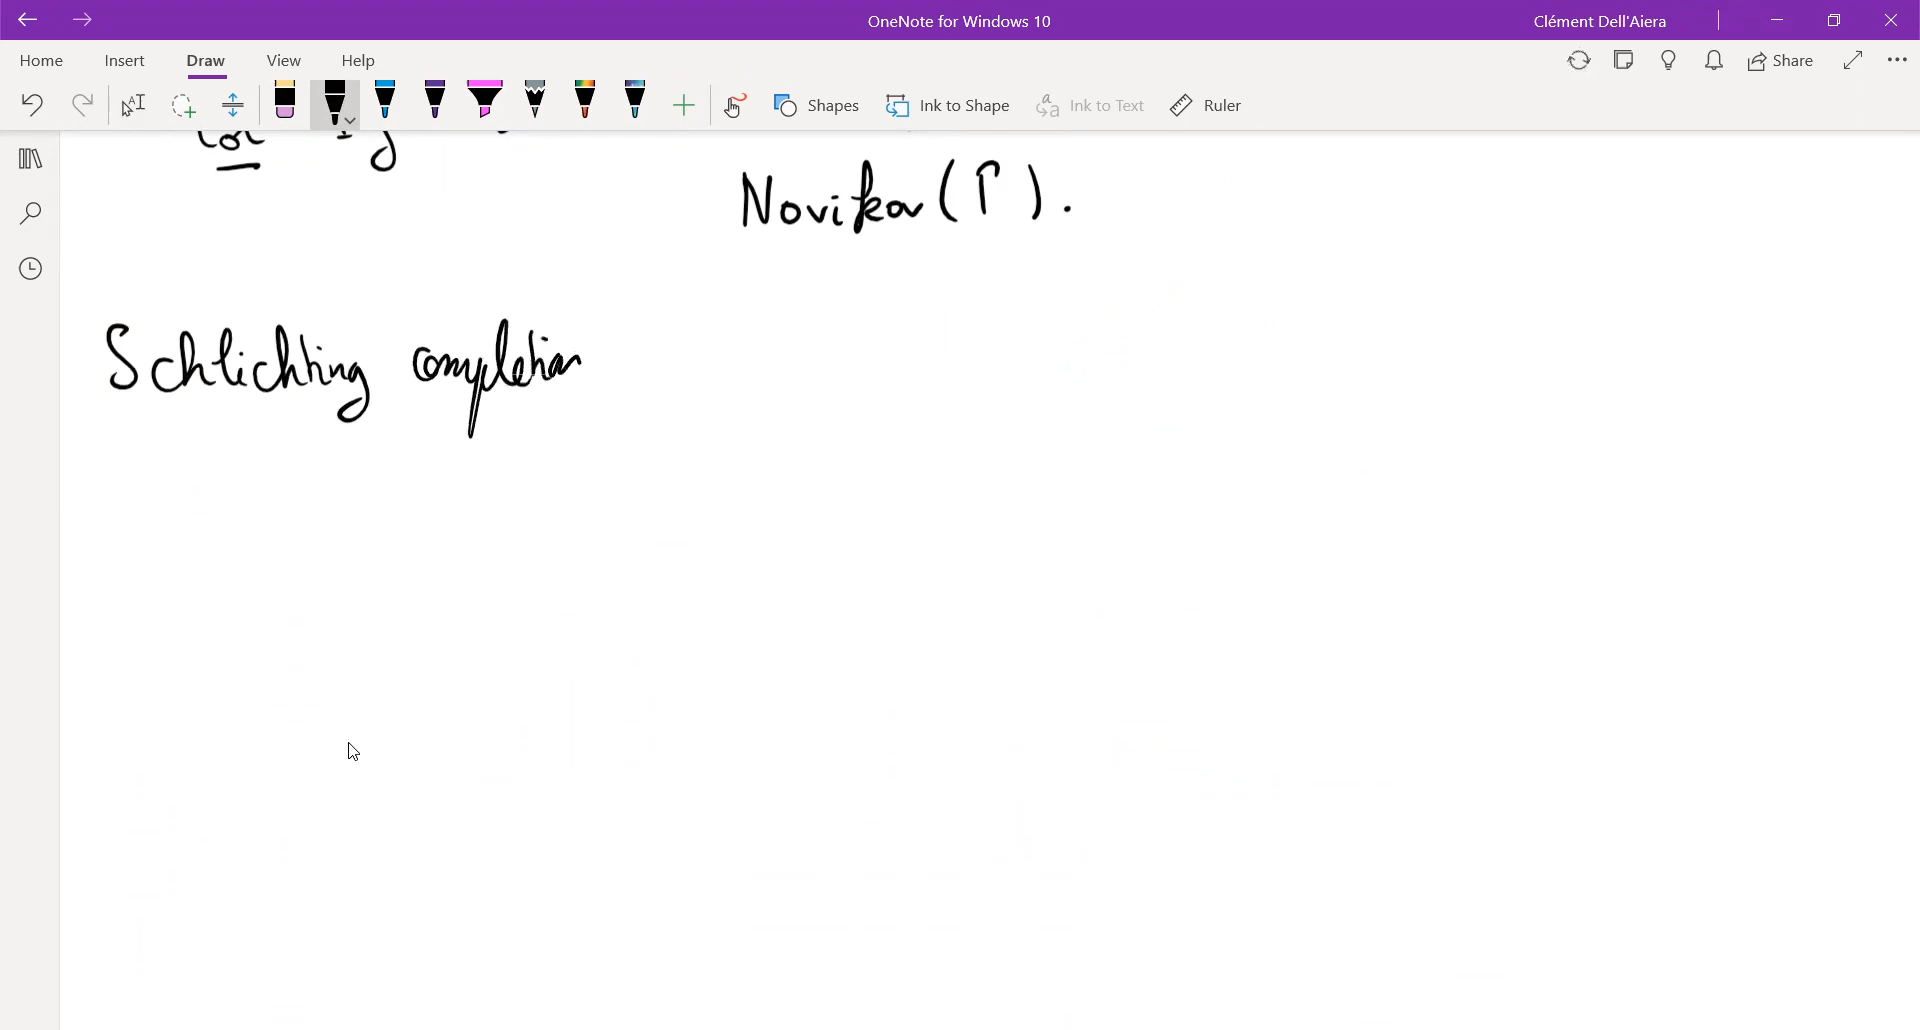 OneNote for Windows 10
Clément Dell'Aiera
Home Insert Draw View Help
Share
Shapes Ink to Shape Ink to Text Ruler
Novikov (Γ).
Schlichting completion